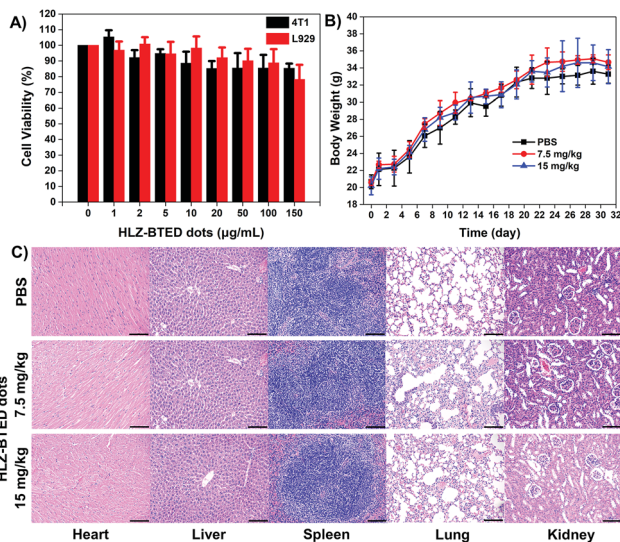 A)
4T1
L929
120
110
100
90
80
70
60
50
40
30
20
10
0
Cell Viability (%)
0 1 2 5 10 20 50 100 150
HLZ-BTED dots (μg/mL)
B)
36
34
32
30
28
26
24
22
20
18
Body Weight (g)
PBS
7.5 mg/kg
15 mg/kg
0 2 4 6 8 10 12 14 16 18 20 22 24 26 28 30 32
Time (day)
C)
PBS
7.5 mg/kg
15 mg/kg
HLZ-BTED dots
Heart Liver Spleen Lung Kidney